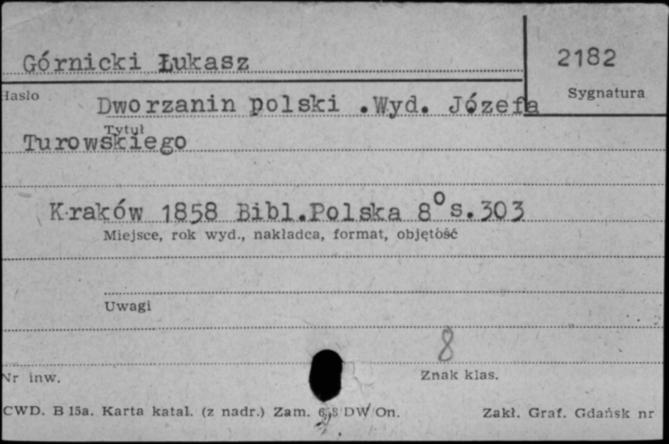 Górnicki Łukasz
2182
Hasło
Sygnatura
Dworzanin polski .Wyd. Józefa
Tytuł
Turowskiego
Kraków 1858 Bibl.Polska 8° s.303
Miejsce, rok wyd., nakładca, format, objętość
Uwagi
8
Nr inw.
Znak klas.
CWD. B 15a. Karta katal. (z nadr.) Zam. DW/On.
Zakł. Graf. Gdańsk nr